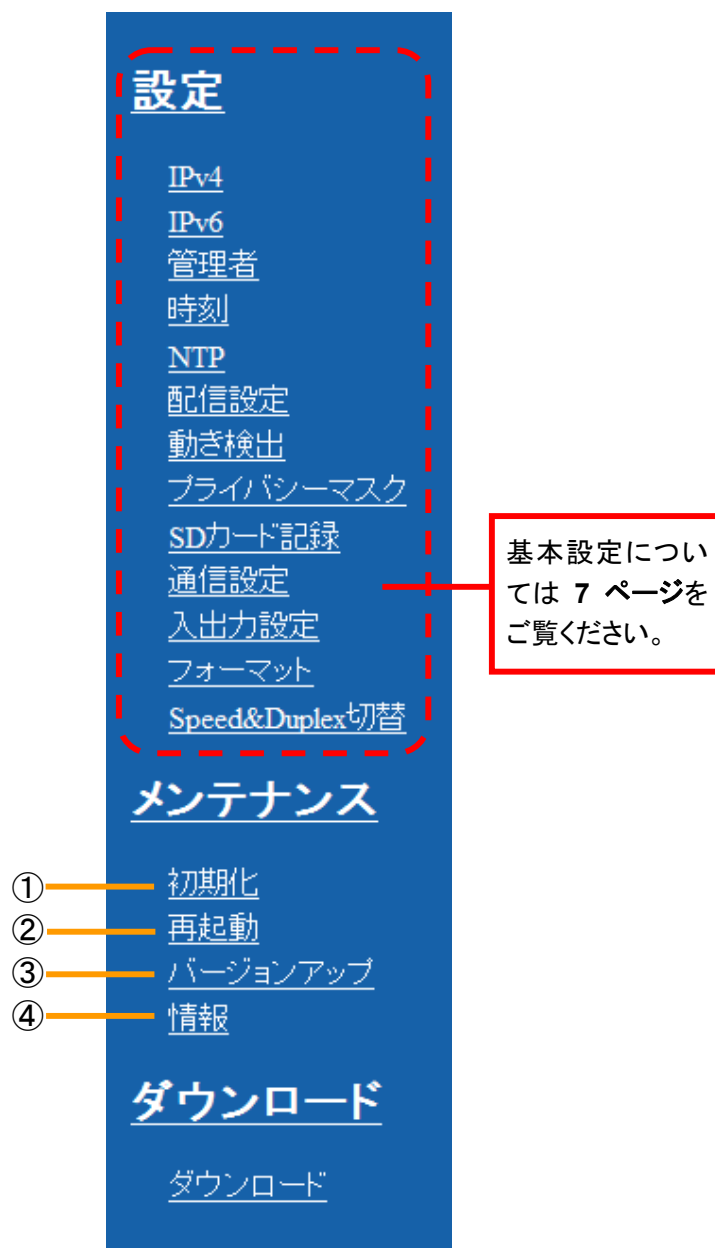 設定
IPv4
IPv6
管理者
時刻
NTP
配信設定
動き検出
プライバシーマスク
SDカード記録
通信設定
入出力設定
フォーマット
Speed&Duplex切替
基本設定につい
ては 7 ページを
ご覧ください。
メンテナンス
① 初期化
② 再起動
③ バージョンアップ
④ 情報
ダウンロード
ダウンロード